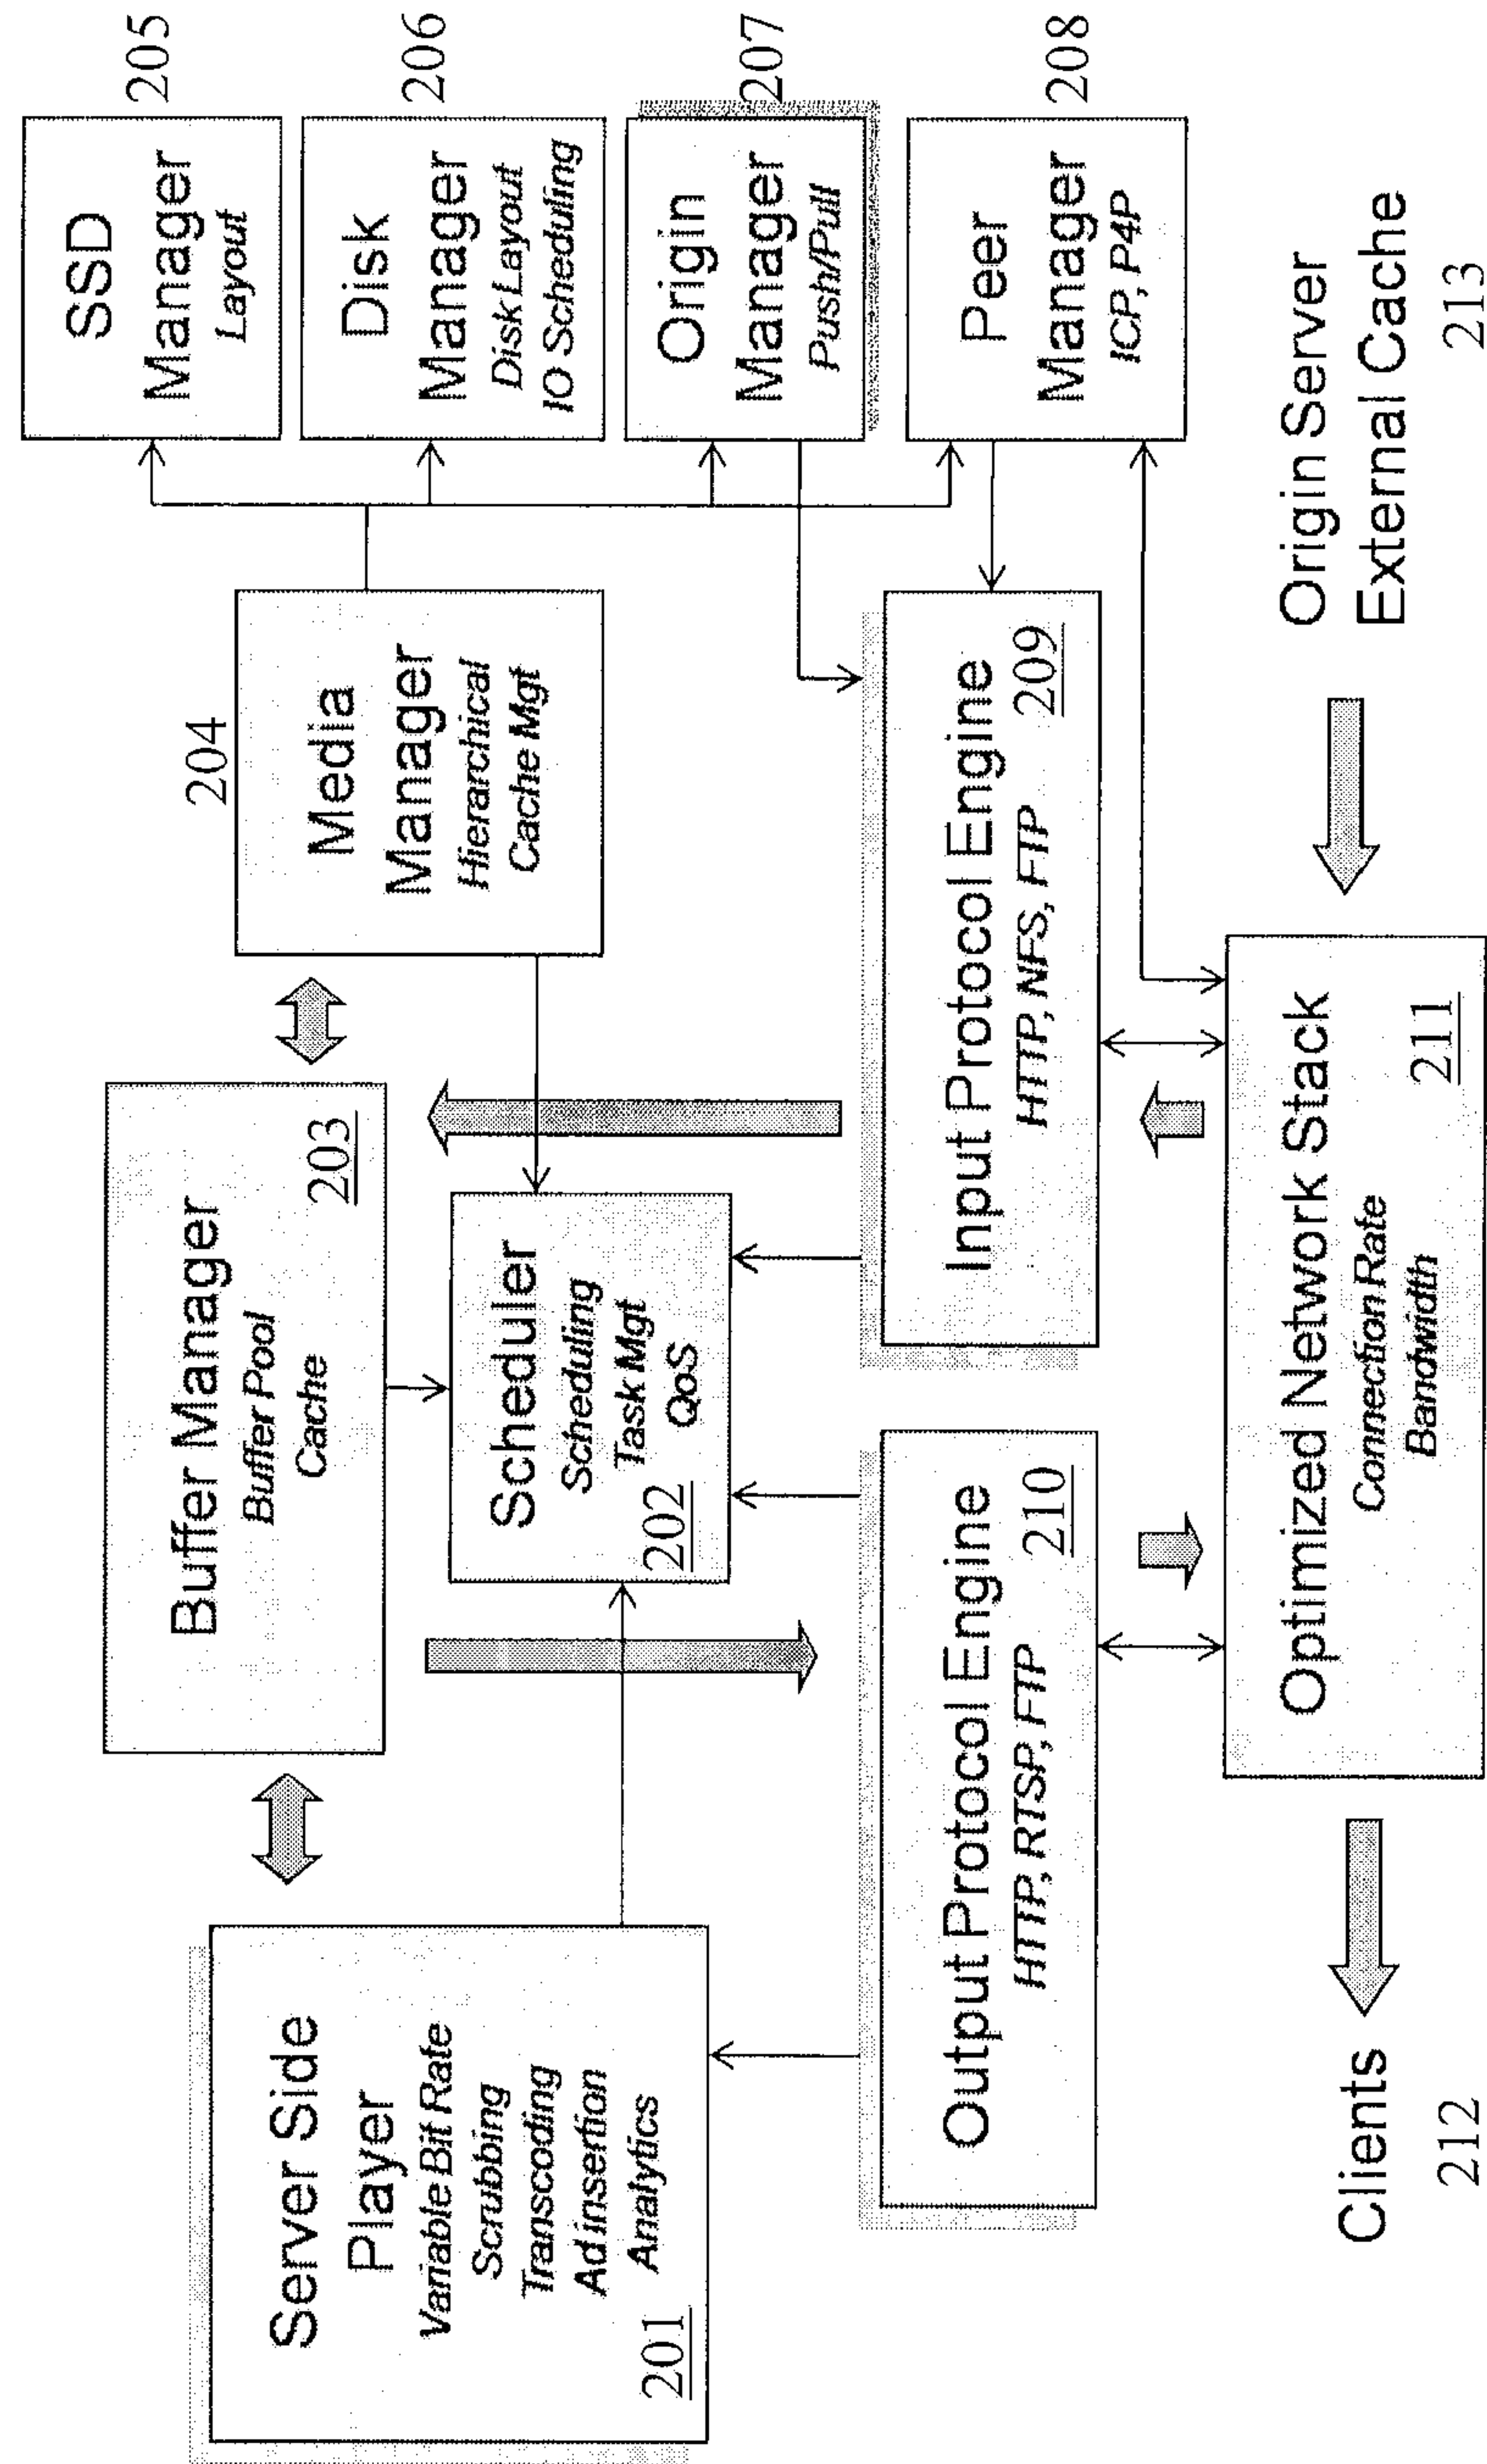 Server Side
Player
Variable Bit Rate
Scrubbing
Transcoding
Ad insertion
Analytics
201
Buffer Manager
Buffer Pool
Cache
203
204
Media
Manager
Hierarchical
Cache Mgt
SSD
Manager
Layout
205
Disk
Manager
Disk Layout
IO Scheduling
206
Origin
Manager
Push/Pull
207
Peer
Manager
ICP, P4P
208
Scheduler
Scheduling
Task Mgt
QoS
202
Output Protocol Engine
HTTP, RTSP, FTP
210
Input Protocol Engine
HTTP, NFS, FTP
209
Optimized Network Stack
Connection Rate
Bandwidth
211
Clients
212
Origin Server
External Cache
213